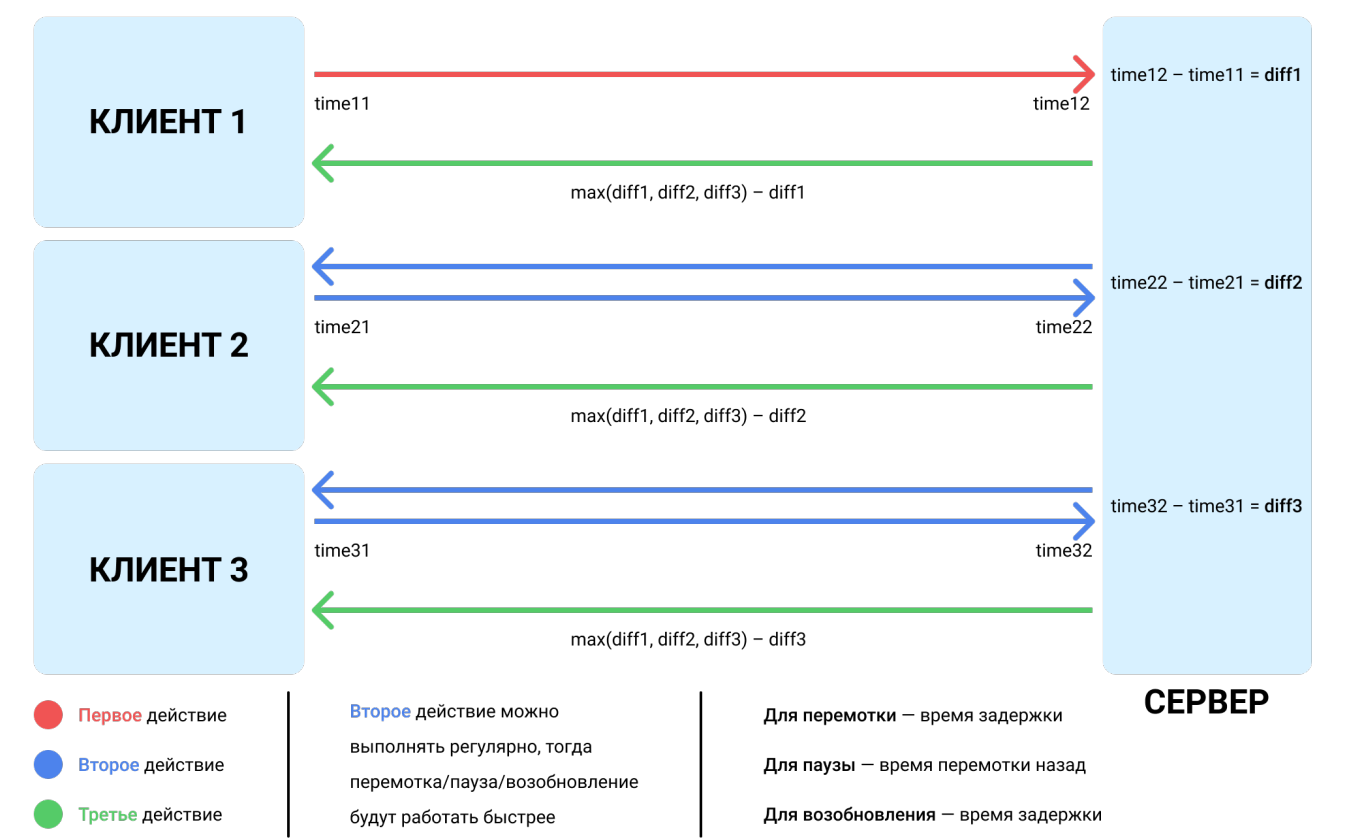 time12 – time11 = diff1
time11
time12
КЛИЕНТ 1
max(diff1, diff2, diff3) – diff1
time22 – time21 = diff2
time21
time22
КЛИЕНТ 2
max(diff1, diff2, diff3) – diff2
time32 – time31 = diff3
time31
time32
КЛИЕНТ 3
max(diff1, diff2, diff3) – diff3
СЕРВЕР
Первое действие
Второе действие
Третье действие
Второе действие можно
выполнять регулярно, тогда
перемотка/пауза/возобновление
будут работать быстрее
Для перемотки — время задержки
Для паузы — время перемотки назад
Для возобновления — время задержки